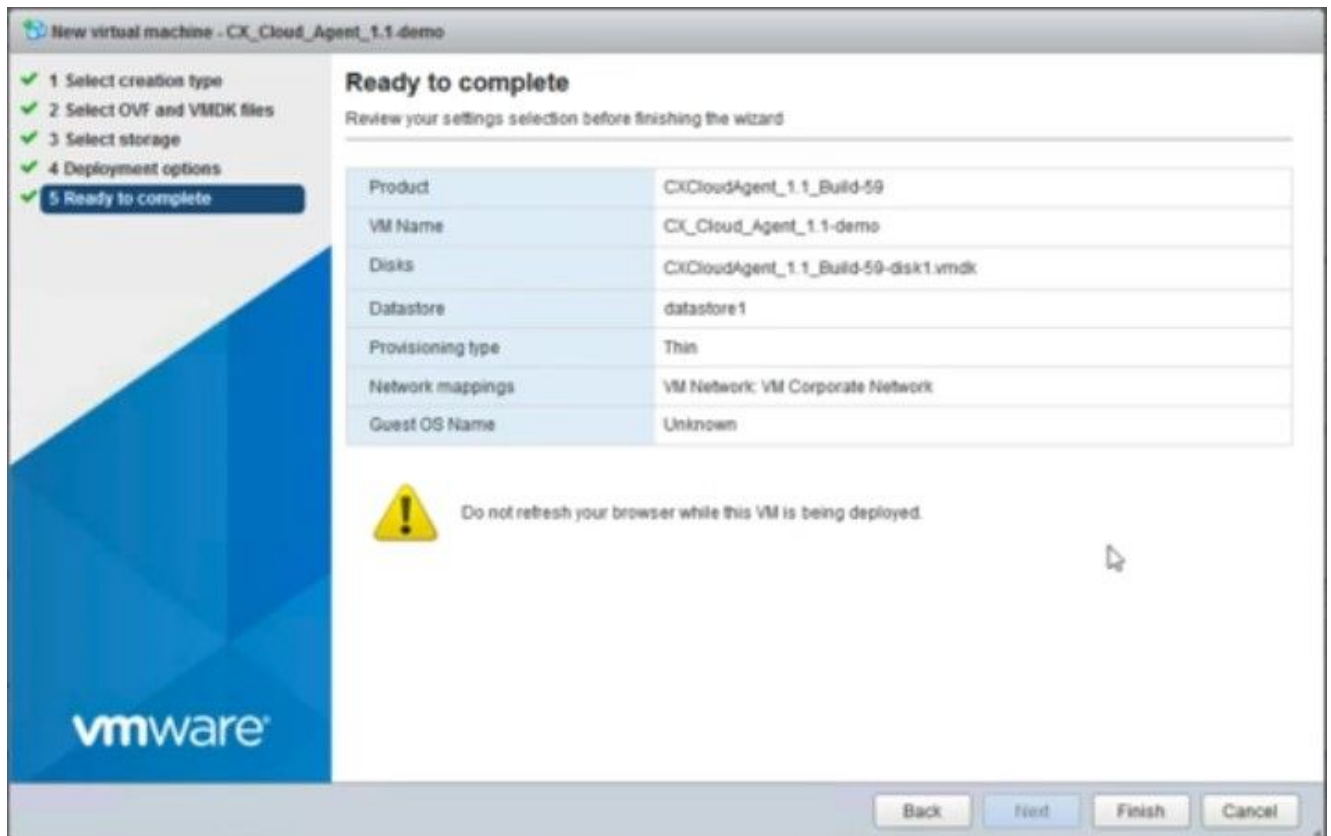 New virtual machine - CX_Cloud_Agent_1.1-demo
1 Select creation type
2 Select OVF and VMDK files
3 Select storage
4 Deployment options
5 Ready to complete
Ready to complete
Review your settings selection before finishing the wizard
Product CXCloudAgent_1.1_Build-59
VM Name CX_Cloud_Agent_1.1-demo
Disks CXCloudAgent_1.1_Build-59-disk1.vmdk
Datastore datastore1
Provisioning type Thin
Network mappings VM Network: VM Corporate Network
Guest OS Name Unknown
Do not refresh your browser while this VM is being deployed.
vmware
Back Next Finish Cancel